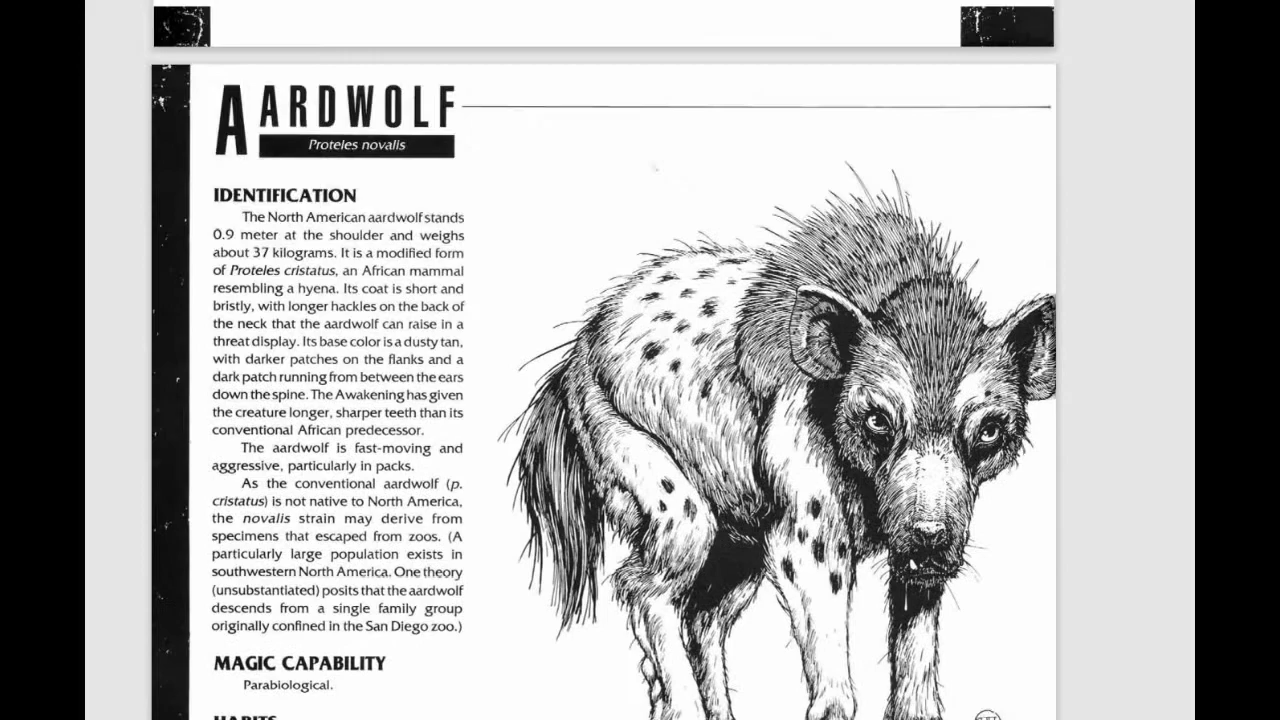 AARDWOLF
Proteles novalis
IDENTIFICATION
The North American aardwolf stands
0.9 meter at the shoulder and weighs
about 37 kilograms. It is a modified form
of Proteles cristatus, an African mammal
resembling a hyena. Its coat is short and
bristly, with longer hackles on the back of
the neck that the aardwolf can raise in a
threat display. Its base color is a dusty tan,
with darker patches on the flanks and a
dark patch running from between the ears
down the spine. The Awakening has given
the creature longer, sharper teeth than its
conventional African predecessor.
The aardwolf is fast-moving and
aggressive, particularly in packs.
As the conventional aardwolf (p.
cristatus) is not native to North America,
the novalis strain may derive from
specimens that escaped from zoos. (A
particularly large population exists in
southwestern North America. One theory
(unsubstantiated) posits that the aardwolf
descends from a single family group
originally confined in the San Diego zoo.)
MAGIC CAPABILITY
Parabiological.
HABITS